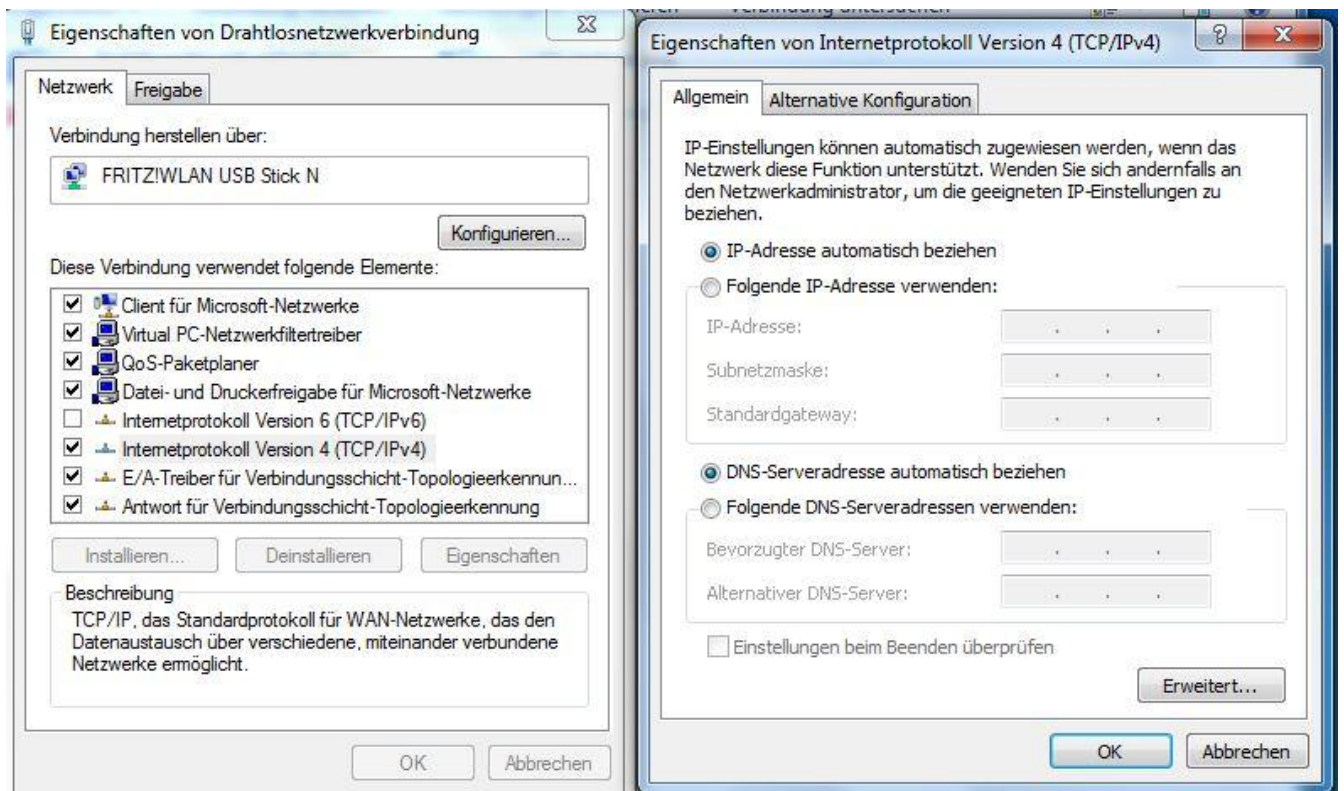 Verbindung untersuchen
Eigenschaften von Drahtlosnetzwerkverbindung
Netzwerk
Freigabe
Verbindung herstellen über:
FRITZ!WLAN USB Stick N
Konfigurieren...
Diese Verbindung verwendet folgende Elemente:
Client für Microsoft-Netzwerke
Virtual PC-Netzwerkfiltertreiber
QoS-Paketplaner
Datei- und Druckerfreigabe für Microsoft-Netzwerke
Internetprotokoll Version 6 (TCP/IPv6)
Internetprotokoll Version 4 (TCP/IPv4)
E/A-Treiber für Verbindungsschicht-Topologieerkennun...
Antwort für Verbindungsschicht-Topologieerkennung
Installieren...
Deinstallieren
Eigenschaften
Beschreibung
TCP/IP, das Standardprotokoll für WAN-Netzwerke, das den
Datenaustausch über verschiedene, miteinander verbundene
Netzwerke ermöglicht.
OK
Abbrechen
Eigenschaften von Internetprotokoll Version 4 (TCP/IPv4)
Allgemein
Alternative Konfiguration
IP-Einstellungen können automatisch zugewiesen werden, wenn das
Netzwerk diese Funktion unterstützt. Wenden Sie sich andernfalls an
den Netzwerkadministrator, um die geeigneten IP-Einstellungen zu
beziehen.
IP-Adresse automatisch beziehen
Folgende IP-Adresse verwenden:
IP-Adresse:
Subnetzmaske:
Standardgateway:
DNS-Serveradresse automatisch beziehen
Folgende DNS-Serveradressen verwenden:
Bevorzugter DNS-Server:
Alternativer DNS-Server:
Einstellungen beim Beenden überprüfen
Erweitert...
OK
Abbrechen